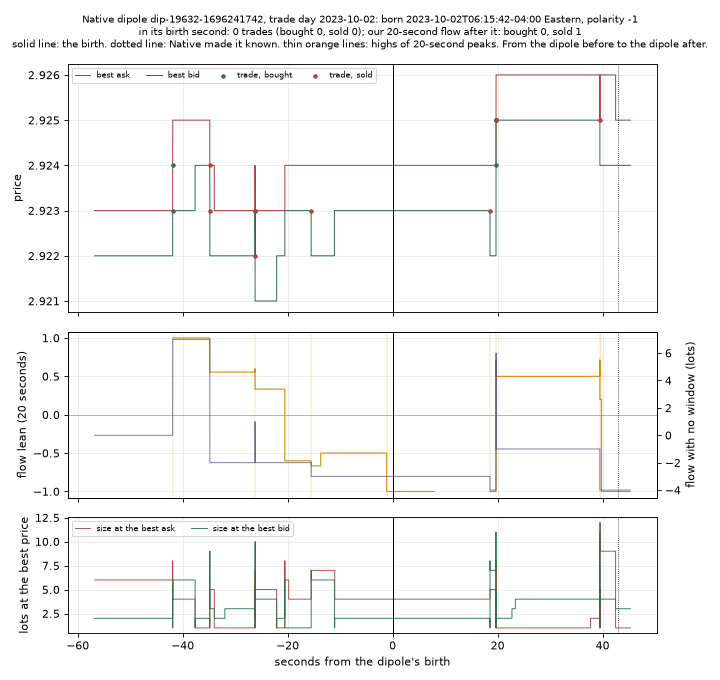 Native dipole dip-19632-1696241742, trade day 2023-10-02: born 2023-10-02T06:15:42-04:00 Eastern, polarity -1
in its birth second: 0 trades (bought 0, sold 0); our 20-second flow after it: bought 0, sold 1
solid line: the birth. dotted line: Native made it known. thin orange lines: highs of 20-second peaks. From the dipole before to the dipole after.
best ask
best bid
trade, bought
trade, sold
2.926
2.925
2.924
2.923
2.922
2.921
price
1.0
0.5
0.0
−0.5
−1.0
flow lean (20 seconds)
6
4
2
0
−2
−4
flow with no window (lots)
size at the best ask
size at the best bid
12.5
10.0
7.5
5.0
2.5
lots at the best price
−60
−40
−20
0
20
40
seconds from the dipole's birth